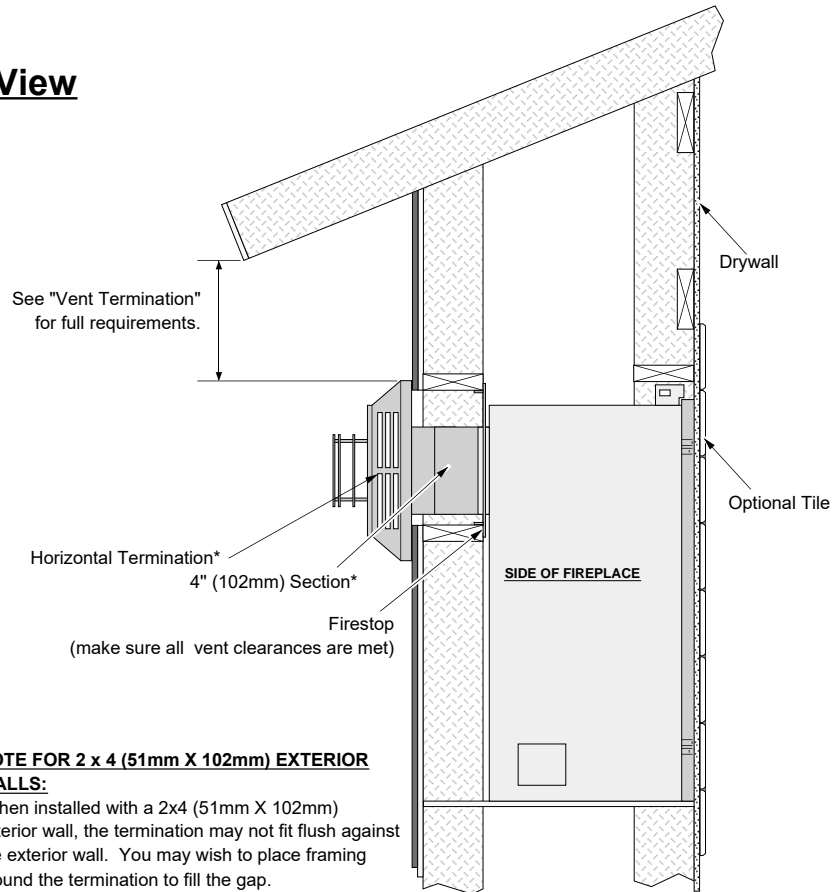 View
See "Vent Termination"
for full requirements.
Drywall
Optional Tile
Horizontal Termination*
4" (102mm) Section*
SIDE OF FIREPLACE
Firestop
(make sure all vent clearances are met)
OTE FOR 2 x 4 (51mm X 102mm) EXTERIOR
ALLS:
hen installed with a 2x4 (51mm X 102mm)
terior wall, the termination may not fit flush against
e exterior wall. You may wish to place framing
ound the termination to fill the gap.